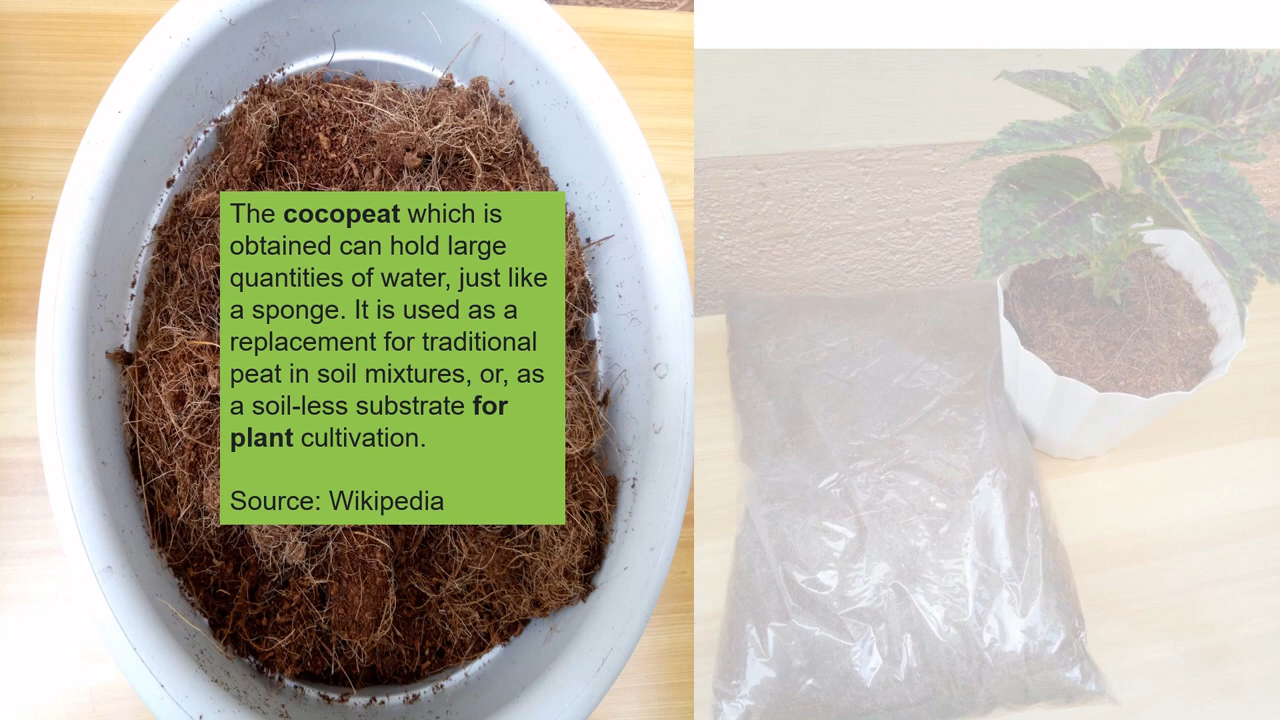 The cocopeat which is
obtained can hold large
quantities of water, just like
a sponge. It is used as a
replacement for traditional
peat in soil mixtures, or, as
a soil-less substrate for
plant cultivation.
Source: Wikipedia